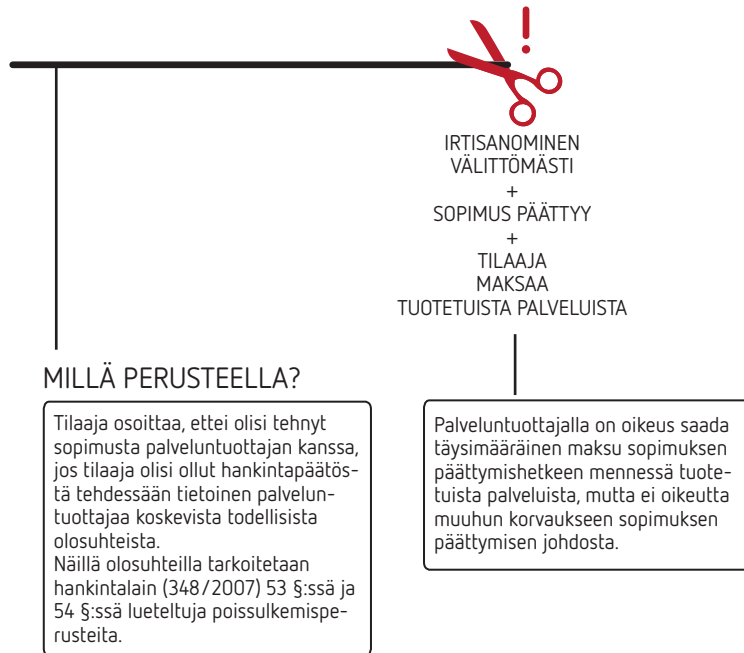 !
IRTISANOMINEN
VÄLITTÖMÄSTI
+
SOPIMUS PÄÄTTYY
+
TILAAJA
MAKSAA
TUOTETUISTA PALVELUISTA
MILLÄ PERUSTEELLA?
Tilaaja osoittaa, ettei olisi tehnyt
sopimusta palveluntuottajan kanssa,
jos tilaaja olisi ollut hankintapäätös-
tä tehdessään tietoinen palvelun-
tuottajaa koskevista todellisista
olosuhteista.
Näillä olosuhteilla tarkoitetaan
hankintalain (348/2007) 53 §:ssä ja
54 §:ssä lueteltuja poissulkemispe-
rusteita.
Palveluntuottajalla on oikeus saada
täysimääräinen maksu sopimuksen
päättymishetkeen mennessä tuote-
tuista palveluista, mutta ei oikeutta
muuhun korvaukseen sopimuksen
päättymisen johdosta.